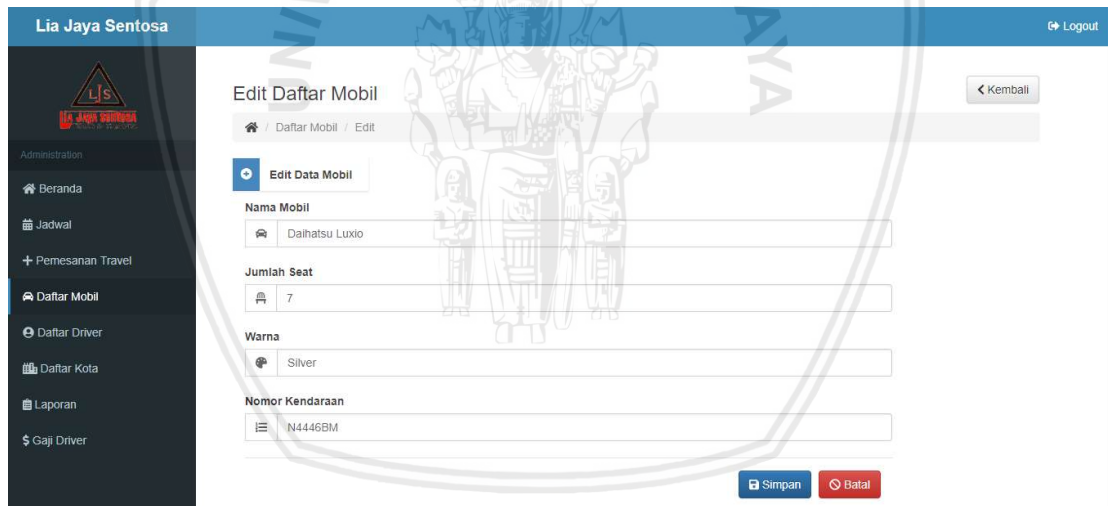 Lia Jaya Sentosa
Logout
LJS
Administration
Beranda
Jadwal
Pemesanan Travel
Daftar Mobil
Daftar Driver
Daftar Kota
Laporan
$ Gaji Driver
Edit Daftar Mobil
Kembali
/ Daftar Mobil / Edit
Edit Data Mobil
Nama Mobil
Daihatsu Luxio
Jumlah Seat
7
Warna
Silver
Nomor Kendaraan
N4446BM
Simpan
Batal